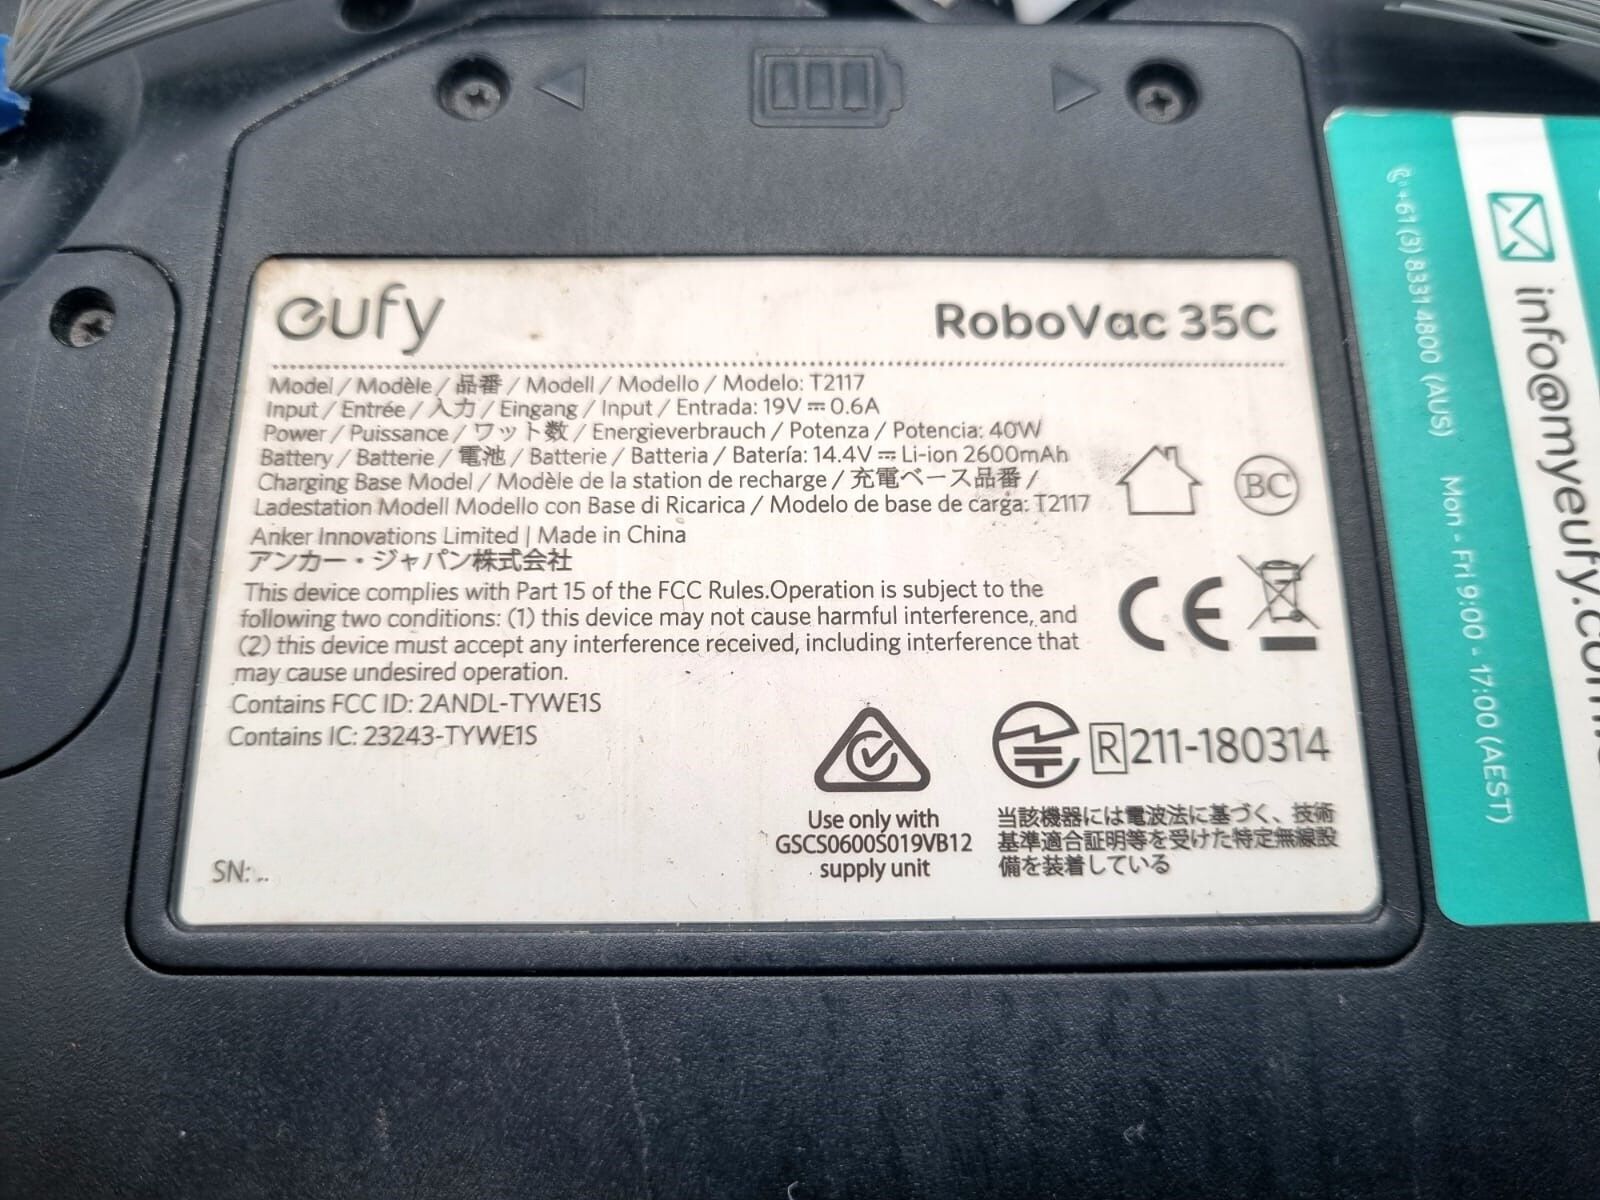 eufy
RoboVac 35C
Model / Modèle / 品番 / Modell / Modello / Modelo: T2117
Input / Entrée / 入力 / Eingang / Input / Entrada: 19V ⎓ 0.6A
Power / Puissance / ワット数 / Energieverbrauch / Potenza / Potencia: 40W
Battery / Batterie / 電池 / Batterie / Batteria / Batería: 14.4V ⎓ Li-ion 2600mAh
Charging Base Model / Modèle de la station de recharge / 充電ベース品番 /
Ladestation Modell Modello con Base di Ricarica / Modelo de base de carga: T2117
Anker Innovations Limited | Made in China
アンカー・ジャパン株式会社
This device complies with Part 15 of the FCC Rules.Operation is subject to the
following two conditions: (1) this device may not cause harmful interference, and
(2) this device must accept any interference received, including interference that
may cause undesired operation.
Contains FCC ID: 2ANDL-TYWE1S
Contains IC: 23243-TYWE1S
SN:
BC
CE
Use only with
GSCS0600S019VB12
supply unit
R 211-180314
当該機器には電波法に基づく、技術
基準適合証明等を受けた特定無線設
備を装着している
+61 (3) 8331 4800 (AUS) Mon - Fri 9:00 - 17:00 (AEST)
info@myeufy.com